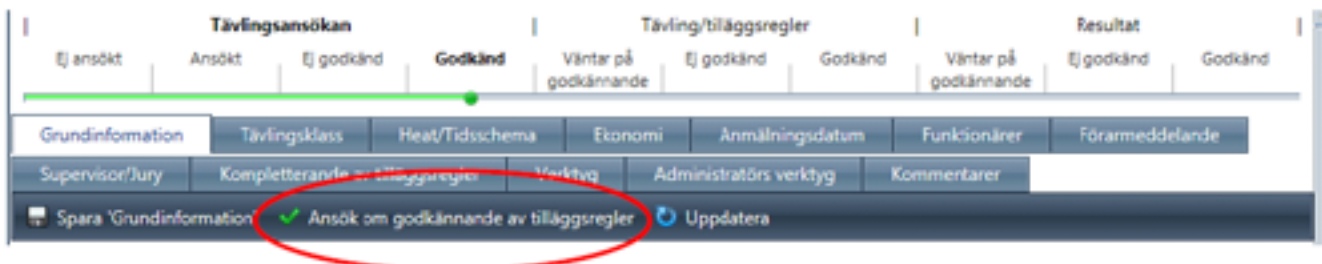 Tävlingsansökan Tävling/tilläggsregler Resultat
Ej ansökt Ansökt Ej godkänd Godkänd Väntar på godkännande Ej godkänd Godkänd Väntar på godkännande Ej godkänd Godkänd
Grundinformation Tävlingsklass Heat/Tidsschema Ekonomi Anmälningsdatum Funktionärer Förarmeddelande
Supervisor/Jury Kompletterande av tilläggsregler Verktyg Administratörs verktyg Kommentarer
Spara 'Grundinformation' Ansök om godkännande av tilläggsregler Uppdatera